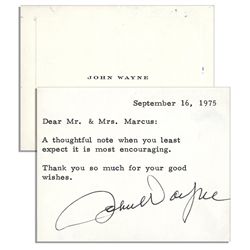 JOHN WAYNE
September 16, 1975
Dear Mr. & Mrs. Marcus:
A thoughtful note when you least
expect it is most encouraging.
Thank you so much for your good
wishes.
John Wayne